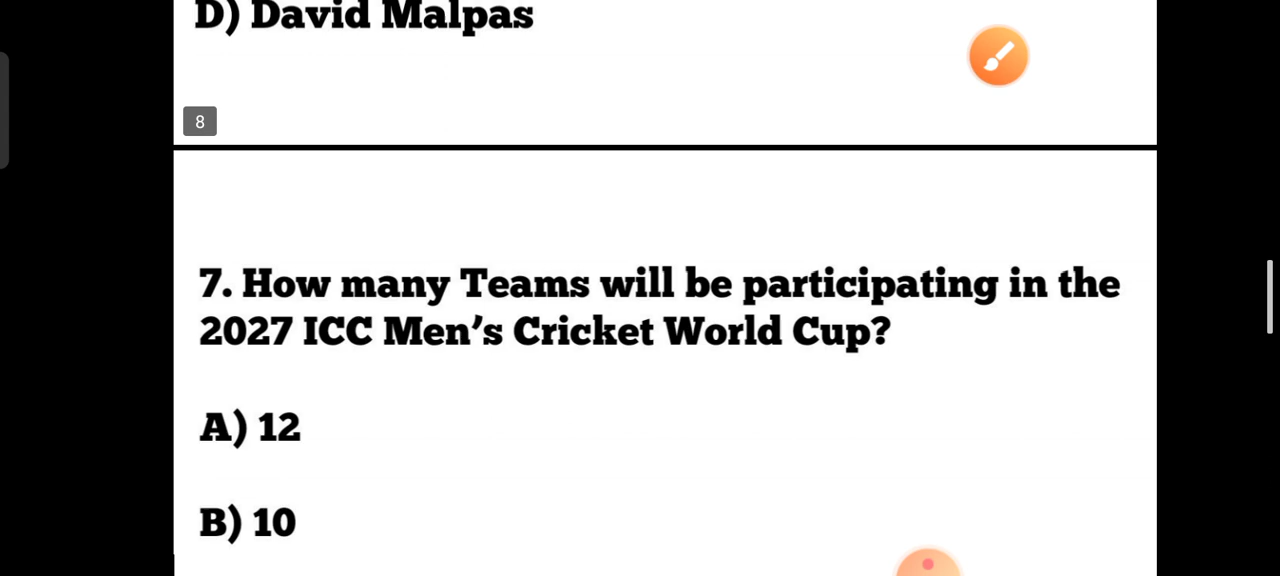 D) David Malpas
8
7. How many Teams will be participating in the
2027 ICC Men's Cricket World Cup?
A) 12
B) 10